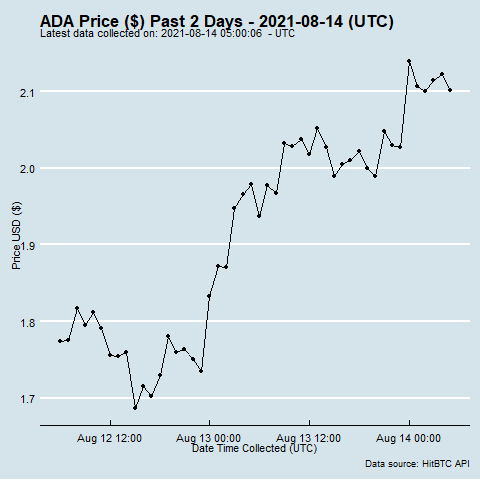 ADA Price ($) Past 2 Days - 2021-08-14 (UTC)
Latest data collected on: 2021-08-14 05:00:06 - UTC
2.1
2.0
1.9
1.8
1.7
Price USD ($)
Aug 12 12:00
Aug 13 00:00
Aug 13 12:00
Aug 14 00:00
Date Time Collected (UTC)
Data source: HitBTC API